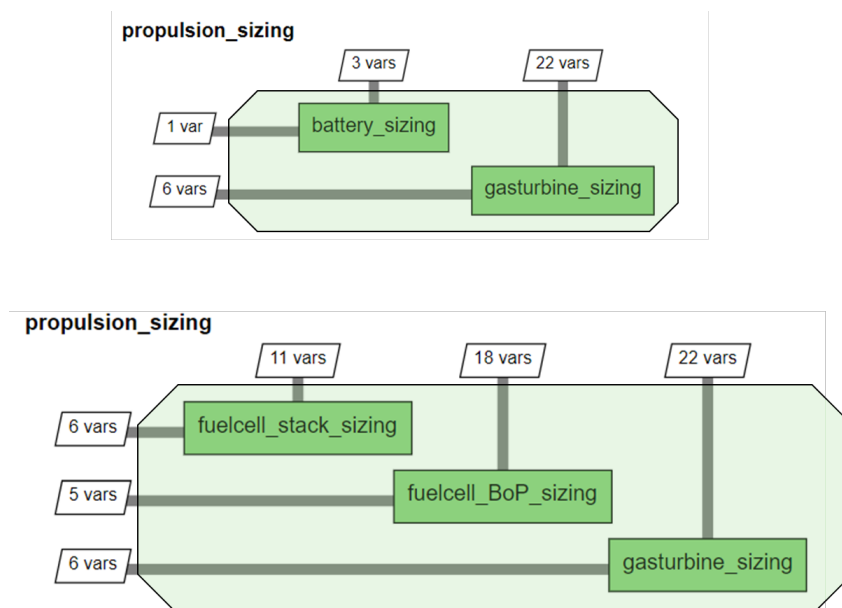 propulsion_sizing
3 vars
22 vars
1 var
battery_sizing
6 vars
gasturbine_sizing
propulsion_sizing
11 vars
18 vars
22 vars
6 vars
fuelcell_stack_sizing
5 vars
fuelcell_BoP_sizing
6 vars
gasturbine_sizing